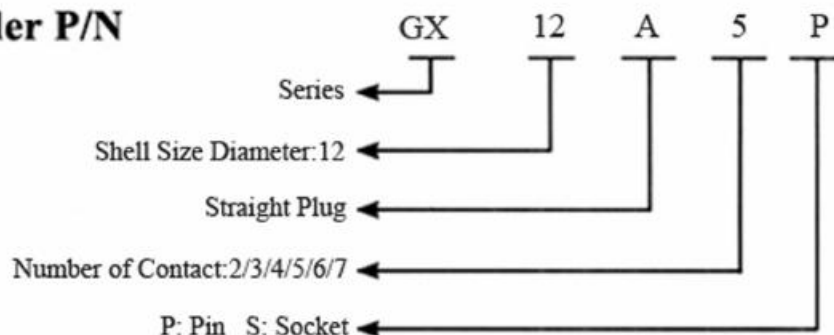 der P/N GX 12 A 5 P
Series
Shell Size Diameter:12
Straight Plug
Number of Contact:2/3/4/5/6/7
P: Pin S: Socket